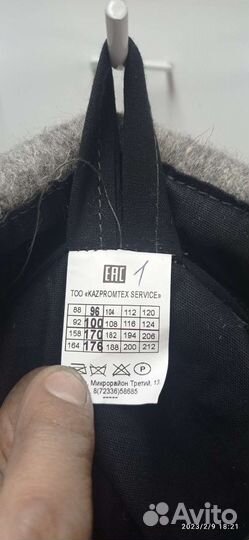 EAC 1
ТОО «KAZPROMTEX SERVICE»
88 96 104 112 120
92 100 108 116 124
158 170 182 194 206
164 176 188 200 212
P
Микрорайон Третий, 13
8(72336)58685
Avito
2023/2/9 18:21